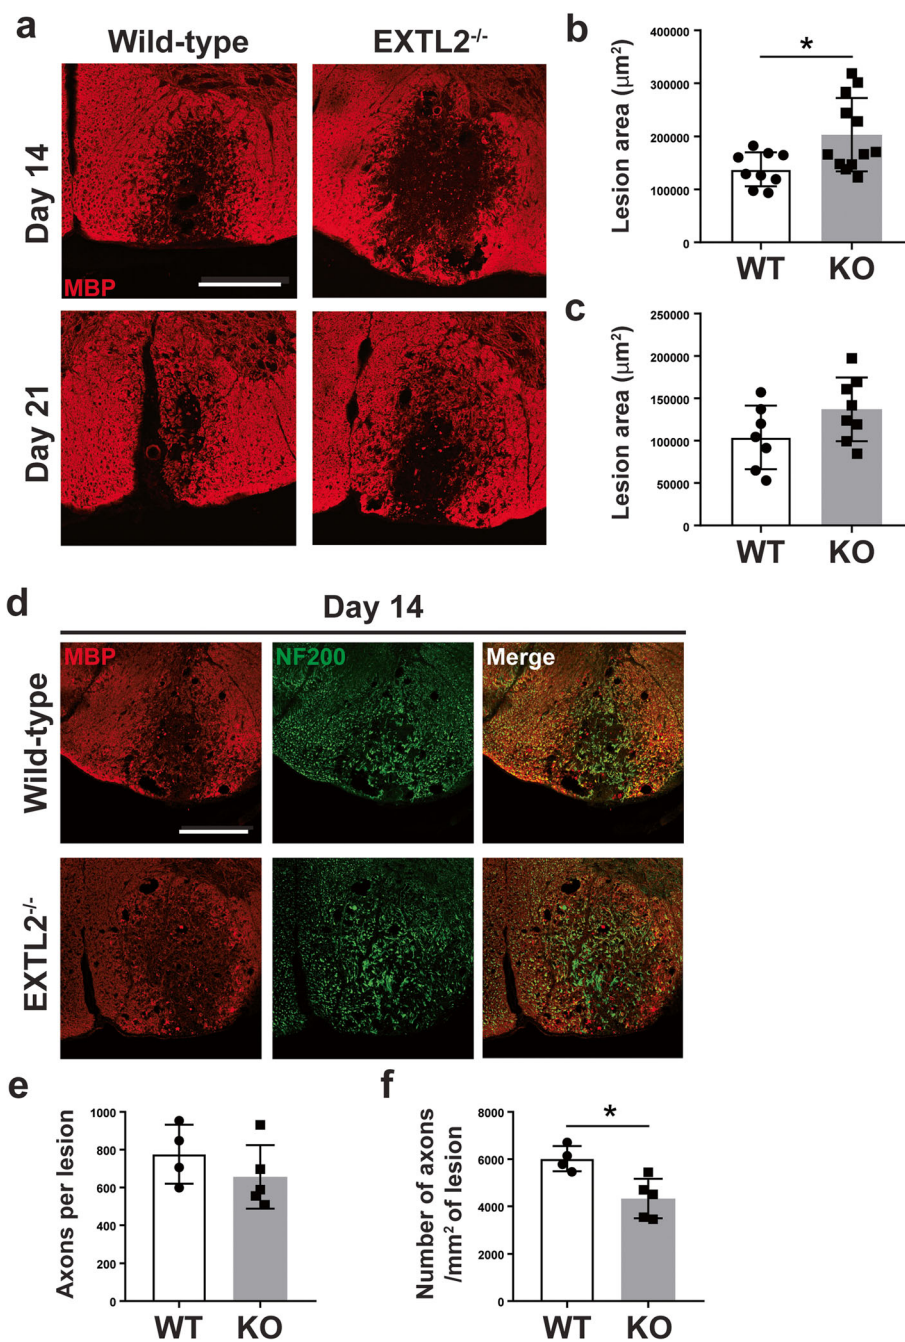 a
Wild-type
EXTL2-/-
Day 14
MBP
Day 21
b
Lesion area (μm2)
400000
300000
200000
100000
0
*
WT
KO
c
Lesion area (μm2)
250000
200000
150000
100000
50000
0
WT
KO
d
Day 14
Wild-type
MBP
NF200
Merge
EXTL2-/-
e
Axons per lesion
1000
800
600
400
200
0
WT
KO
f
Number of axons
/mm2 of lesion
8000
6000
4000
2000
0
*
WT
KO